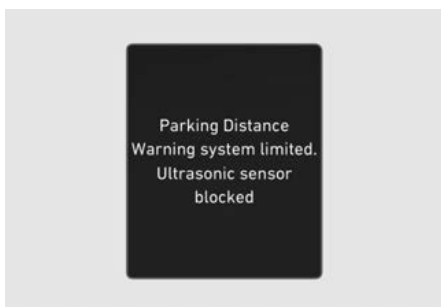 Parking Distance
Warning system limited.
Ultrasonic sensor
blocked